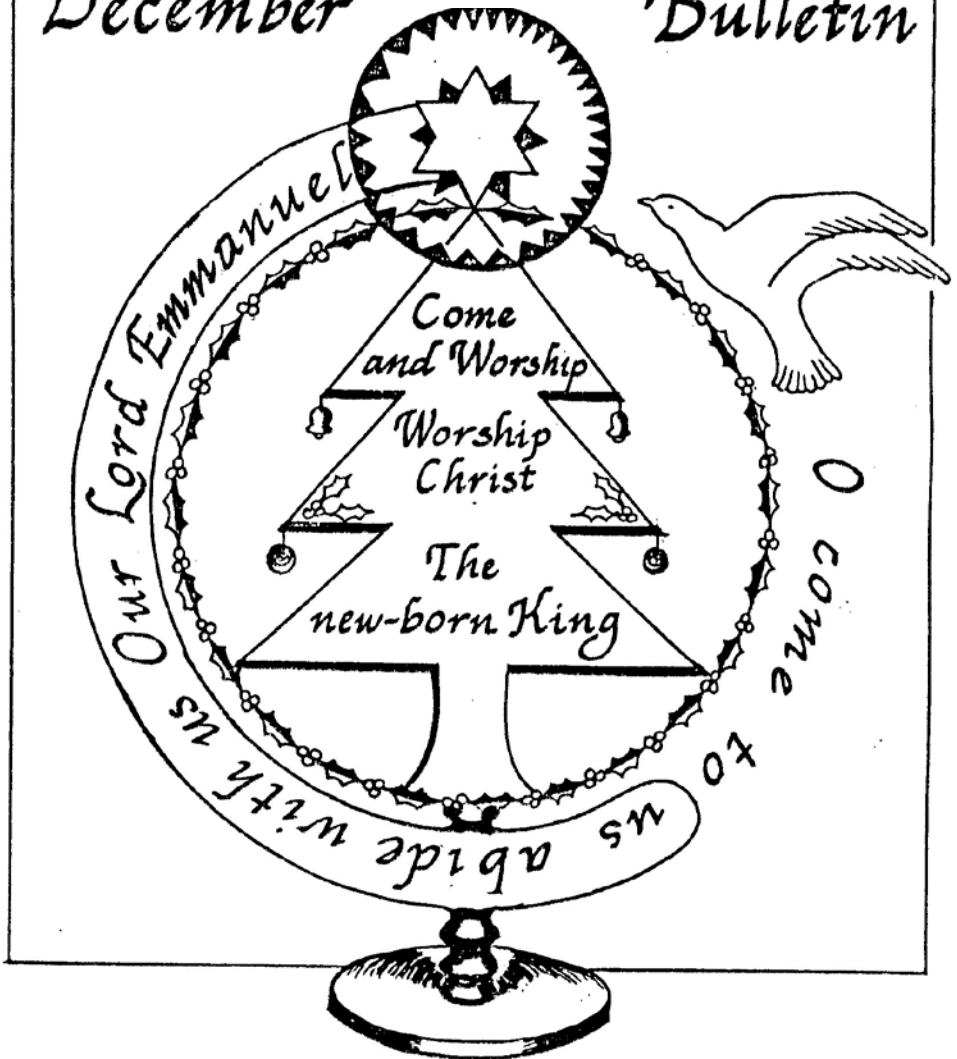 December Bulletin
Come
and Worship
Worship
Christ
The
new-born King
O come to us abide with us Our Lord Emmanuel